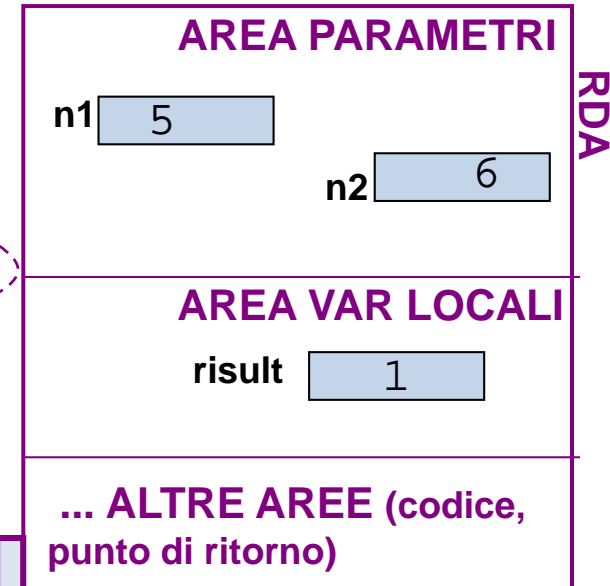 AREA PARAMETRI
RDA
n1 5
n2 6
AREA VAR LOCALI
risult 1
... ALTRE AREE (codice,
punto di ritorno)